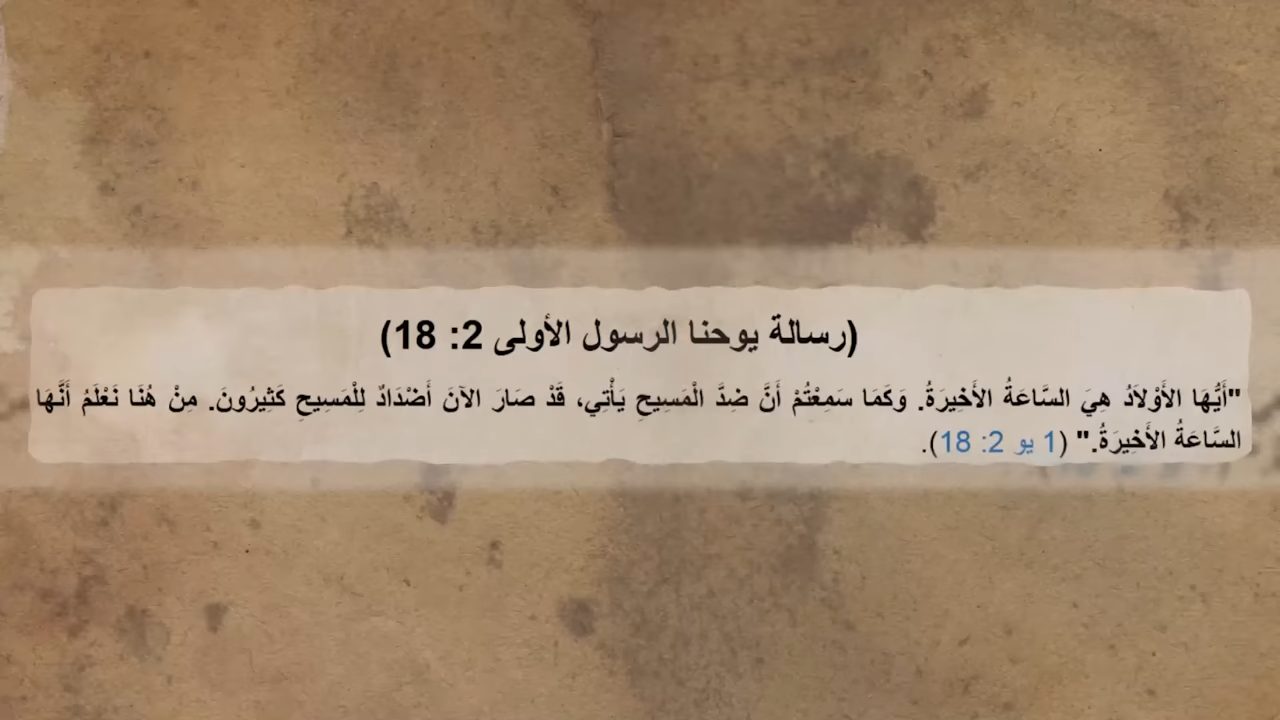 (رسالة يوحنا الرسول الأولى 2: 18)
"أَيُّهَا الأَوْلاَدُ هِيَ السَّاعَةُ الأَخِيرَةُ. وَكَمَا سَمِعْتُمْ أَنَّ ضِدَّ الْمَسِيحِ يَأْتِي، قَدْ صَارَ الآنَ أَضْدَادٌ لِلْمَسِيحِ كَثِيرُونَ. مِنْ هُنَا نَعْلَمُ أَنَّهَا
السَّاعَةُ الأَخِيرَةُ." (1 يو 2: 18).